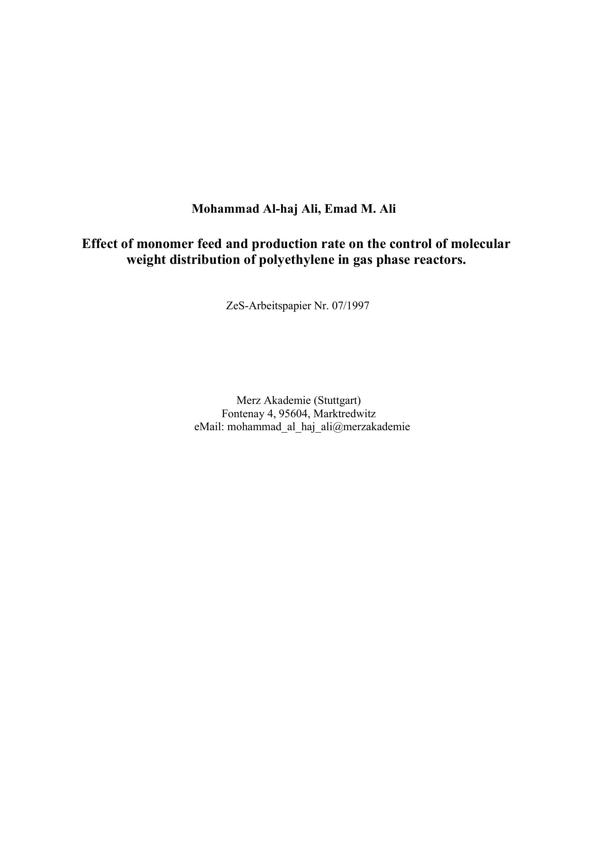 Mohammad Al-haj Ali, Emad M. Ali
Effect of monomer feed and production rate on the control of molecular
weight distribution of polyethylene in gas phase reactors.
ZeS-Arbeitspapier Nr. 07/1997
Merz Akademie (Stuttgart)
Fontenay 4, 95604, Marktredwitz
eMail: mohammad_al_haj_ali@merzakademie